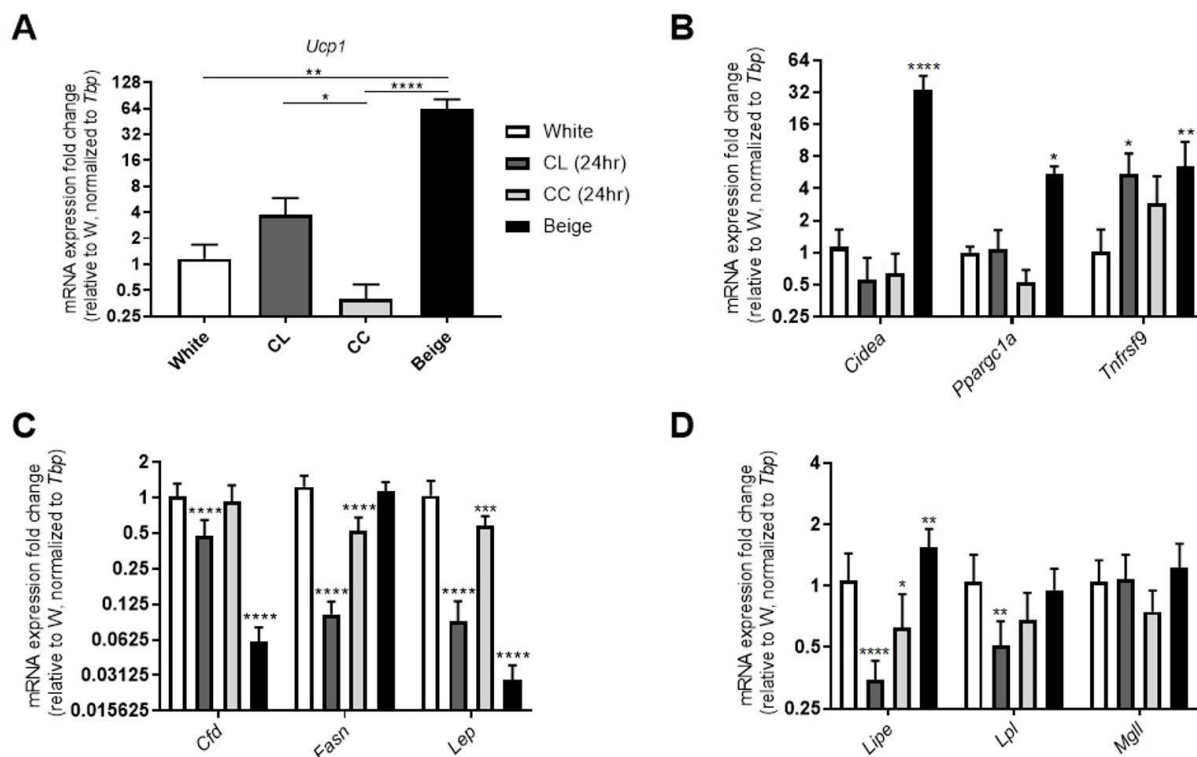 A
Ucp1
mRNA expression fold change
(relative to W, normalized to Tbp)
128
64
32
16
8
4
2
1
0.5
0.25
**
*
****
White
CL
CC
Beige
White
CL (24hr)
CC (24hr)
Beige
B
mRNA expression fold change
(relative to W, normalized to Tbp)
64
32
16
8
4
2
1
0.5
0.25
****
*
*
**
Cidea
Ppargc1a
Tnfrsf9
C
mRNA expression fold change
(relative to W, normalized to Tbp)
2
1
0.5
0.25
0.125
0.0625
0.03125
0.015625
****
****
****
****
****
***
****
Cfd
Fasn
Lep
D
mRNA expression fold change
(relative to W, normalized to Tbp)
4
2
1
0.5
0.25
****
*
**
**
Lipe
Lpl
Mgll